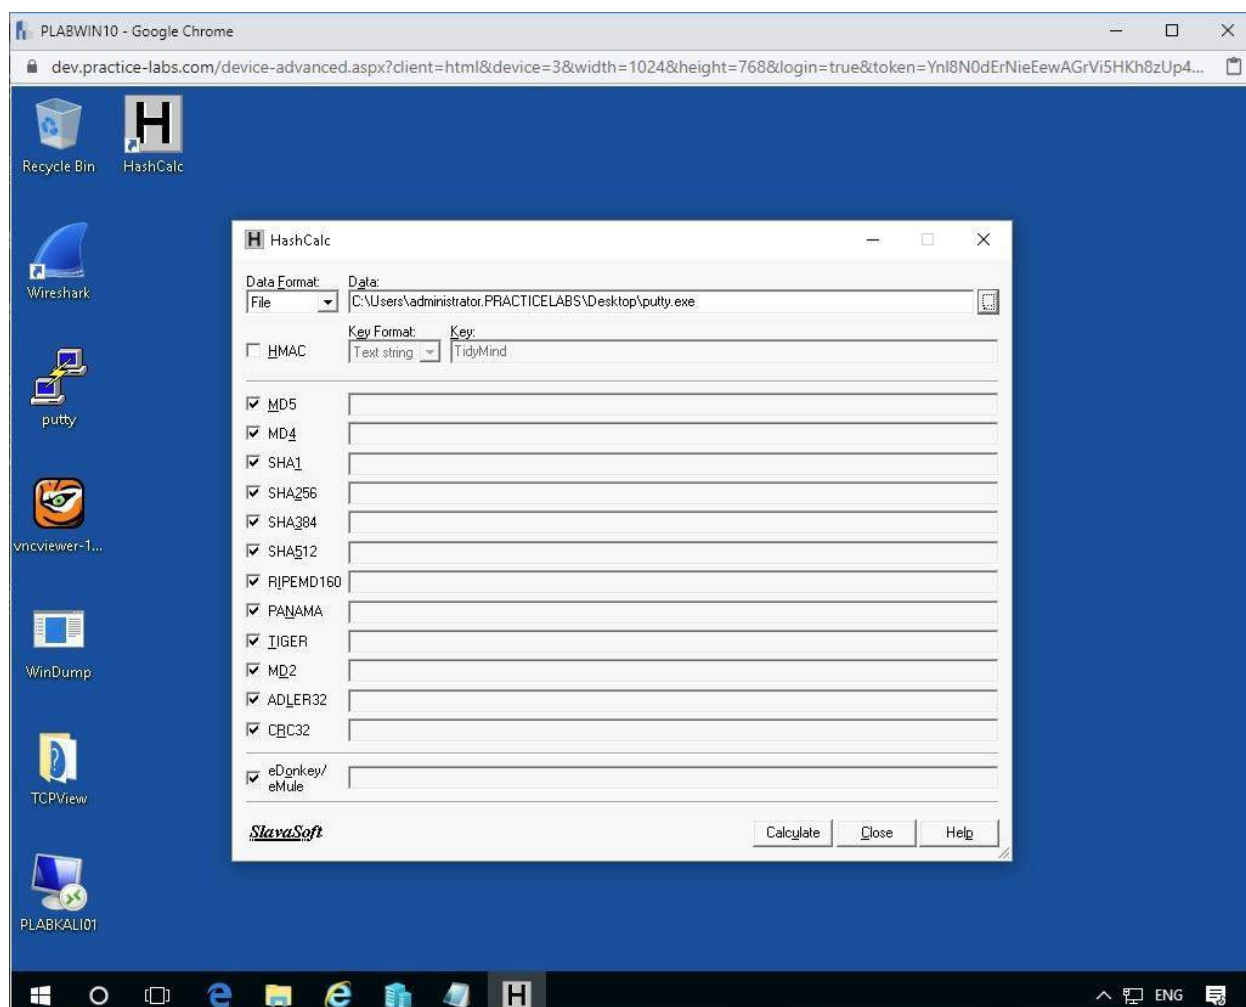 PLABWIN10 - Google Chrome
dev.practice-labs.com/device-advanced.aspx?client=html&device=3&width=1024&height=768&login=true&token=Ynl8N0dErNieEewAGrVi5HKh8zUp4...
Recycle Bin
HashCalc
Wireshark
putty
vncviewer-1...
WinDump
TCPView
PLABKALI01
H HashCalc
Data Format: Data:
File C:\Users\administrator.PRACTICELABS\Desktop\putty.exe
Key Format: Key:
HMAC Text string TidyMind
MD5
MD4
SHA1
SHA256
SHA384
SHA512
RIPEMD160
PANAMA
TIGER
MD2
ADLER32
CRC32
eDonkey/
eMule
SlavaSoft Calculate Close Help
H ENG